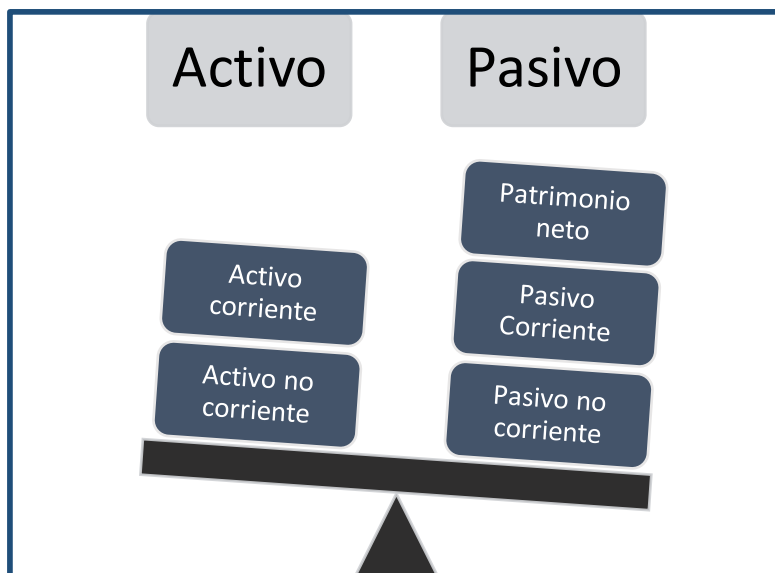 Activo
Pasivo
Patrimonio
neto
Activo
corriente
Pasivo
Corriente
Activo no
corriente
Pasivo no
corriente